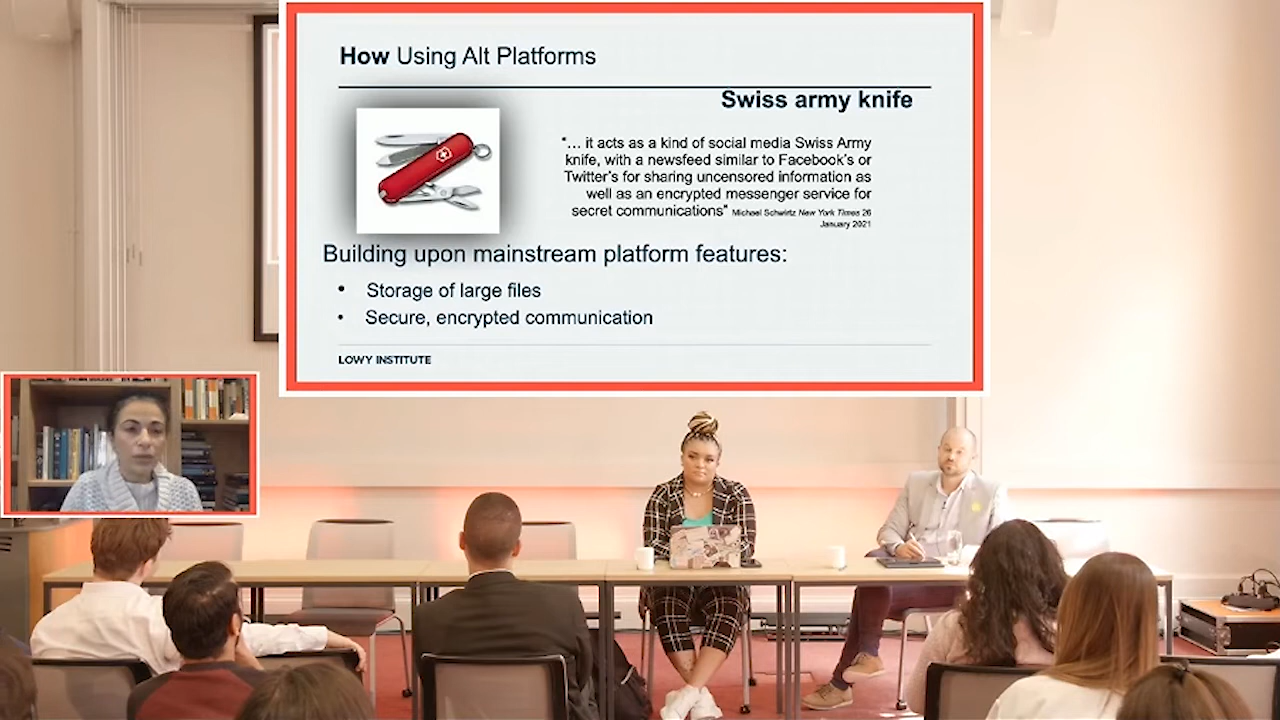 How Using Alt Platforms
Swiss army knife
"... it acts as a kind of social media Swiss Army
knife, with a newsfeed similar to Facebook's or
Twitter's for sharing uncensored information as
well as an encrypted messenger service for
secret communications" Michael Schwirtz New York Times 26
January 2021
Building upon mainstream platform features:
• Storage of large files
• Secure, encrypted communication
LOWY INSTITUTE